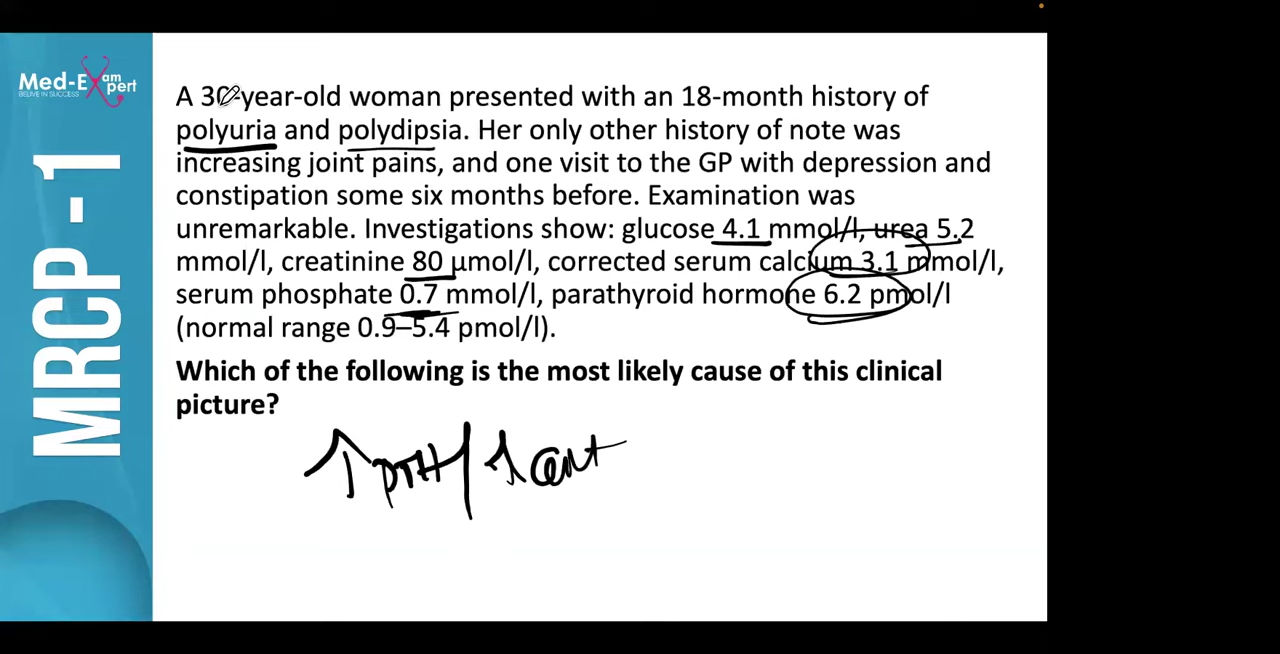 Med-Exam
pert
BELIVE IN SUCCESS
MRCP -1
A 30-year-old woman presented with an 18-month history of
polyuria and polydipsia. Her only other history of note was
increasing joint pains, and one visit to the GP with depression and
constipation some six months before. Examination was
unremarkable. Investigations show: glucose 4.1 mmol/l, urea 5.2
mmol/l, creatinine 80 µmol/l, corrected serum calcium 3.1 mmol/l,
serum phosphate 0.7 mmol/l, parathyroid hormone 6.2 pmol/l
(normal range 0.9–5.4 pmol/l).
Which of the following is the most likely cause of this clinical
picture?
↑ PTH / ↑